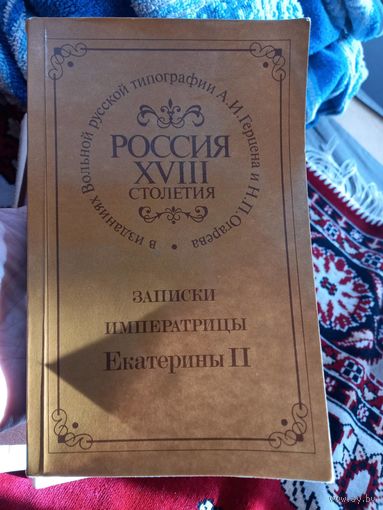 в изданиях Вольной русской типографии А.И.Герцена и Н.П.Огарева •
РОССИЯ
XVIII
СТОЛЕТИЯ
ЗАПИСКИ
ИМПЕРАТРИЦЫ
Екатерины II